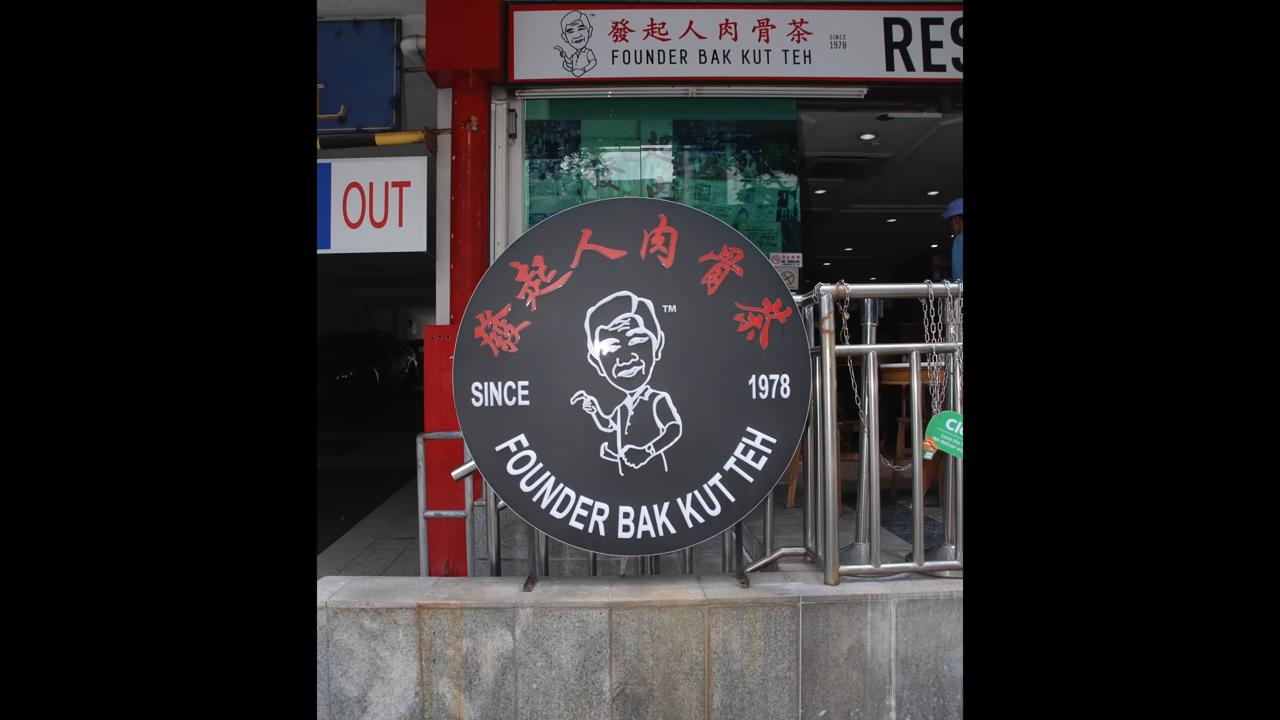 發起人肉骨茶
FOUNDER BAK KUT TEH
SINCE
1978
RES
OUT
發起人肉骨茶
TM
SINCE 1978
FOUNDER BAK KUT TEH